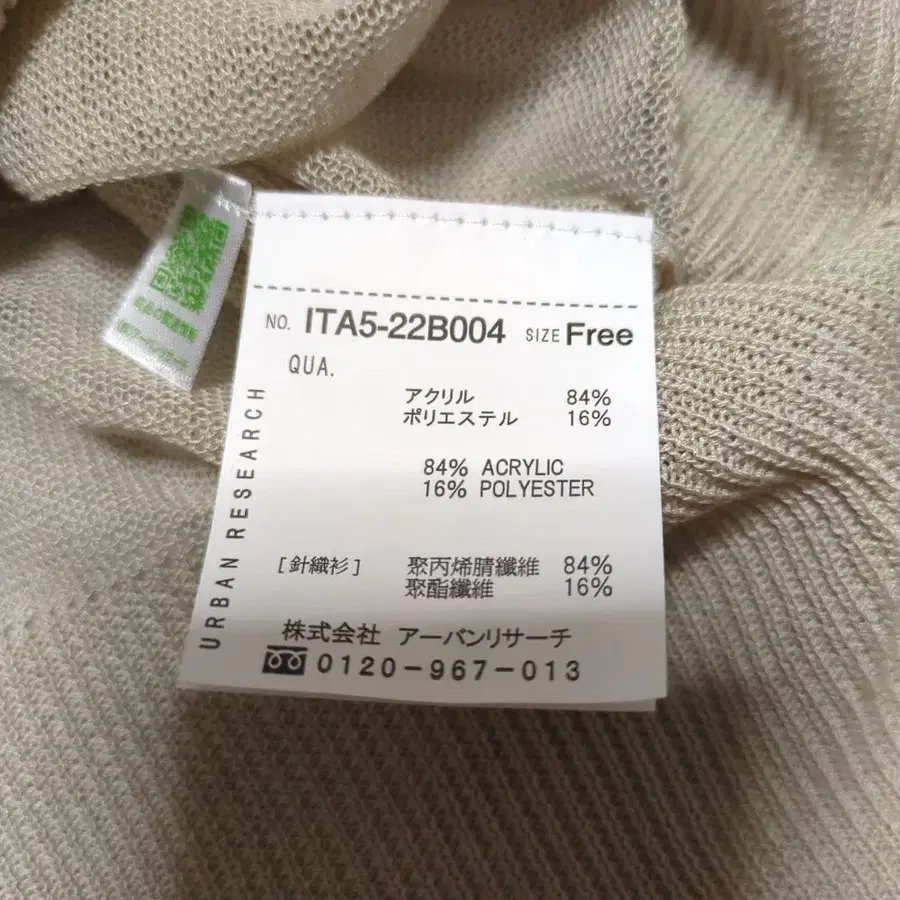 NO. ITA5-22B004 SIZE Free
QUA.
アクリル 84%
ポリエステル 16%
84% ACRYLIC
16% POLYESTER
[針織衫] 聚丙烯腈纖維 84%
聚酯纖維 16%
株式会社 アーバンリサーチ
0120-967-013
URBAN RESEARCH